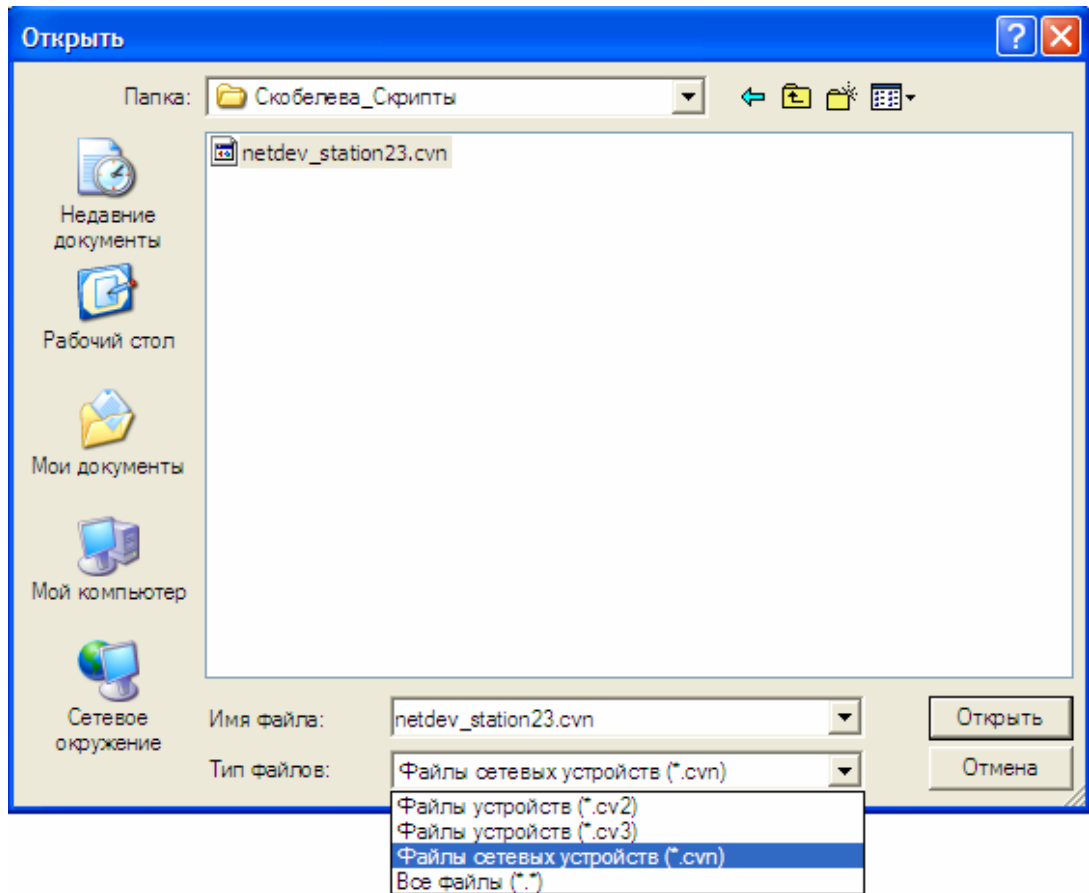 Открыть
Папка:
Скобелева_Скрипты
netdev_station23.cvn
Недавние
документы
Рабочий стол
Мои документы
Мой компьютер
Сетевое
окружение
Имя файла:
netdev_station23.cvn
Открыть
Тип файлов:
Файлы сетевых устройств (*.cvn)
Отмена
Файлы устройств (*.cv2)
Файлы устройств (*.cv3)
Файлы сетевых устройств (*.cvn)
Все файлы (*.*)